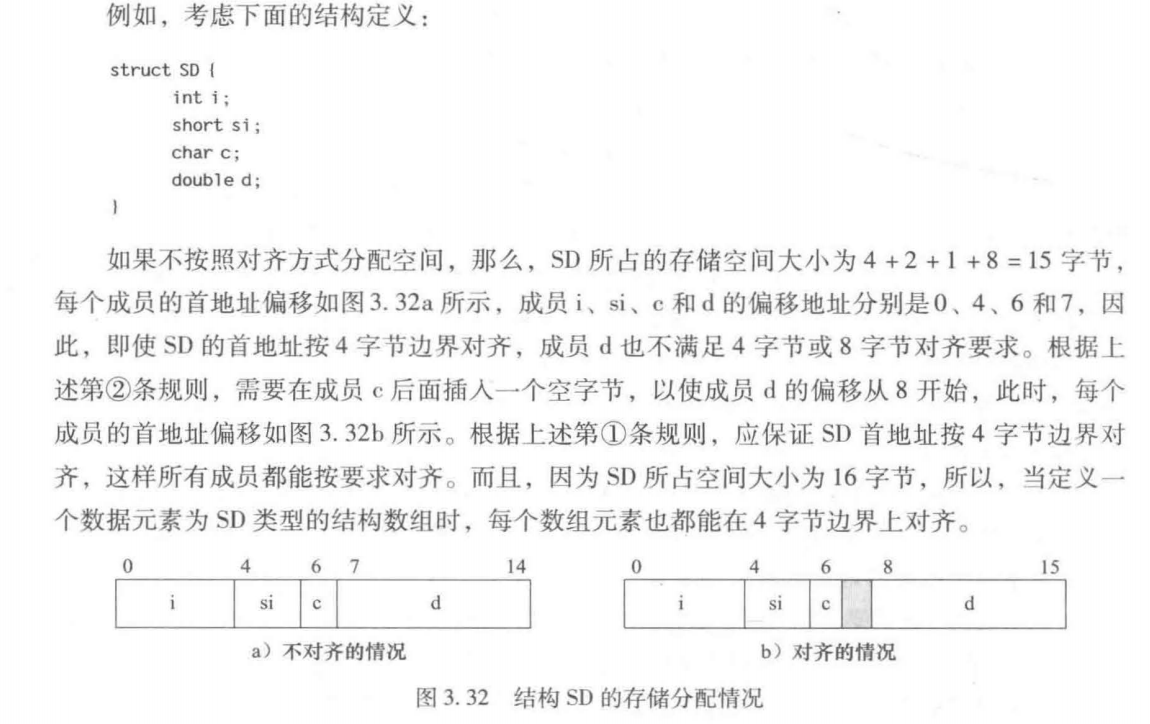 例如，考虑下面的结构定义：
struct SD {
int i;
short si;
char c;
double d;
}
如果不按照对齐方式分配空间，那么，SD 所占的存储空间大小为 4 + 2 + 1 + 8 = 15 字节，
每个成员的首地址偏移如图 3. 32a 所示，成员 i、si、c 和 d 的偏移地址分别是 0、4、6 和 7，因
此，即使 SD 的首地址按 4 字节边界对齐，成员 d 也不满足 4 字节或 8 字节对齐要求。根据上
述第②条规则，需要在成员 c 后面插入一个空字节，以使成员 d 的偏移从 8 开始，此时，每个
成员的首地址偏移如图 3. 32b 所示。根据上述第①条规则，应保证 SD 首地址按 4 字节边界对
齐，这样所有成员都能按要求对齐。而且，因为 SD 所占空间大小为 16 字节，所以，当定义一
个数据元素为 SD 类型的结构数组时，每个数组元素也都能在 4 字节边界上对齐。
0 4 6 7 14
i si c d
a）不对齐的情况
0 4 6 8 15
i si c d
b）对齐的情况
图 3. 32 结构 SD 的存储分配情况